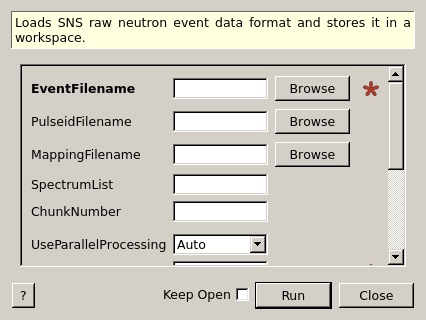 Loads SNS raw neutron event data format and stores it in a
workspace.
EventFilename Browse *
PulseidFilename Browse
MappingFilename Browse
SpectrumList
ChunkNumber
UseParallelProcessing Auto
? Keep Open Run Close